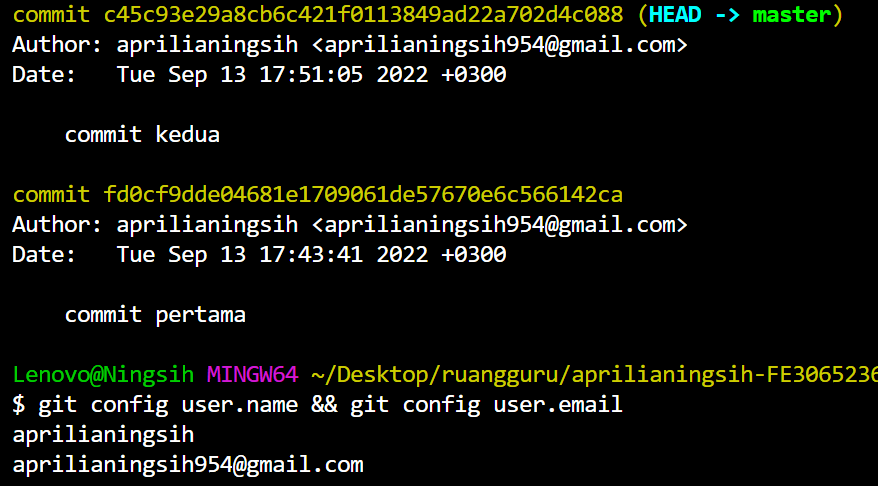 commit c45c93e29a8cb6c421f0113849ad22a702d4c088 (HEAD -> master)
Author: aprilianingsih <aprilianingsih954@gmail.com>
Date:   Tue Sep 13 17:51:05 2022 +0300
commit kedua
commit fd0cf9dde04681e1709061de57670e6c566142ca
Author: aprilianingsih <aprilianingsih954@gmail.com>
Date:   Tue Sep 13 17:43:41 2022 +0300
commit pertama
Lenovo@Ningsih MINGW64 ~/Desktop/ruangguru/aprilianingsih-FE3065236
$ git config user.name && git config user.email
aprilianingsih
aprilianingsih954@gmail.com